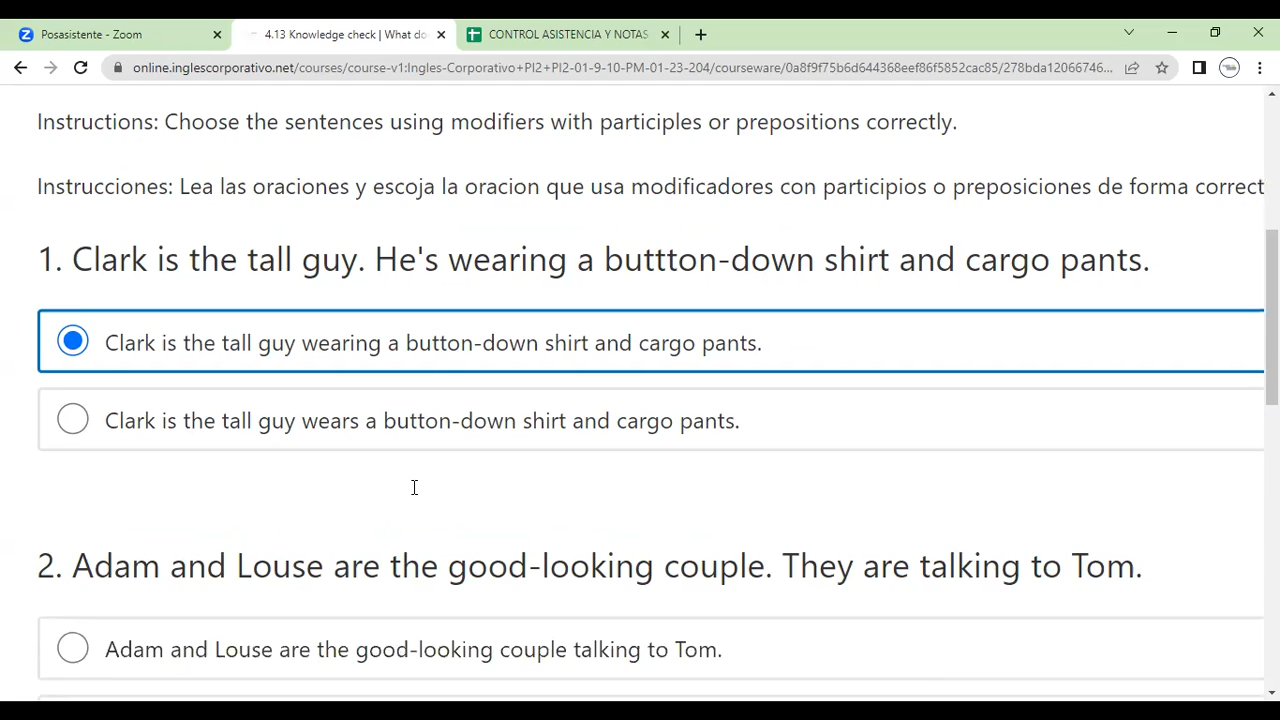 Posasistente - Zoom
4.13 Knowledge check | What do
CONTROL ASISTENCIA Y NOTAS
online.inglescorporativo.net/courses/course-v1:Ingles-Corporativo+PI2+PI2-01-9-10-PM-01-23-204/courseware/0a8f9f75b6d644368eef86f5852cac85/278bda12066746...
Instructions: Choose the sentences using modifiers with participles or prepositions correctly.
Instrucciones: Lea las oraciones y escoja la oracion que usa modificadores con participios o preposiciones de forma correct
1. Clark is the tall guy. He's wearing a buttton-down shirt and cargo pants.
Clark is the tall guy wearing a button-down shirt and cargo pants.
Clark is the tall guy wears a button-down shirt and cargo pants.
2. Adam and Louse are the good-looking couple. They are talking to Tom.
Adam and Louse are the good-looking couple talking to Tom.